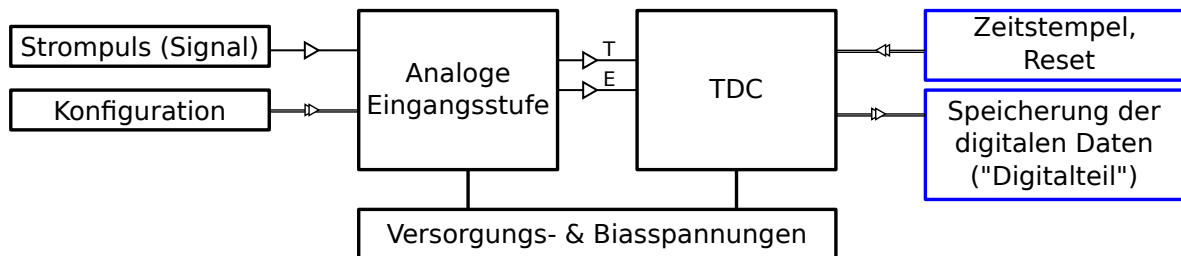 Strompuls (Signal)
Konfiguration
Analoge
Eingangsstufe
T
E
TDC
Zeitstempel,
Reset
Speicherung der
digitalen Daten
("Digitalteil")
Versorgungs- & Biasspannungen